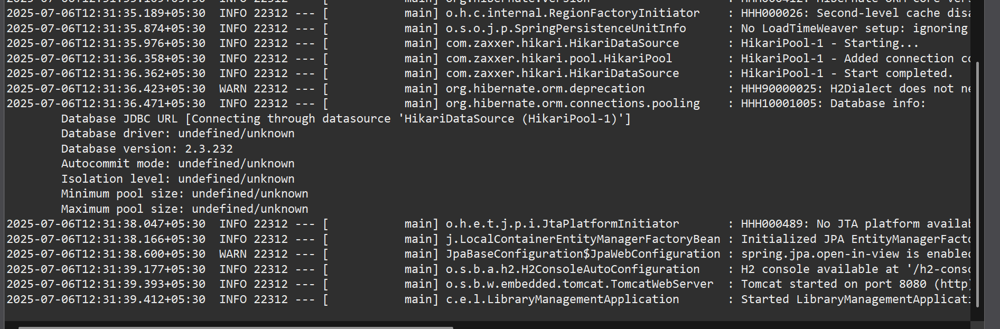 2025-07-06T12:31:35.189+05:30  INFO 22312 --- [           main] o.h.c.internal.RegionFactoryInitiator    : HHH000026: Second-level cache disa
2025-07-06T12:31:35.874+05:30  INFO 22312 --- [           main] o.s.o.j.p.SpringPersistenceUnitInfo      : No LoadTimeWeaver setup: ignoring
2025-07-06T12:31:35.976+05:30  INFO 22312 --- [           main] com.zaxxer.hikari.HikariDataSource       : HikariPool-1 - Starting...
2025-07-06T12:31:36.358+05:30  INFO 22312 --- [           main] com.zaxxer.hikari.pool.HikariPool        : HikariPool-1 - Added connection co
2025-07-06T12:31:36.362+05:30  INFO 22312 --- [           main] com.zaxxer.hikari.HikariDataSource       : HikariPool-1 - Start completed.
2025-07-06T12:31:36.423+05:30  WARN 22312 --- [           main] org.hibernate.orm.deprecation            : HHH90000025: H2Dialect does not ne
2025-07-06T12:31:36.471+05:30  INFO 22312 --- [           main] org.hibernate.orm.connections.pooling    : HHH10001005: Database info:
        Database JDBC URL [Connecting through datasource 'HikariDataSource (HikariPool-1)']
        Database driver: undefined/unknown
        Database version: 2.3.232
        Autocommit mode: undefined/unknown
        Isolation level: undefined/unknown
        Minimum pool size: undefined/unknown
        Maximum pool size: undefined/unknown
2025-07-06T12:31:38.047+05:30  INFO 22312 --- [           main] o.h.e.t.j.p.i.JtaPlatformInitiator       : HHH000489: No JTA platform availab
2025-07-06T12:31:38.166+05:30  INFO 22312 --- [           main] j.LocalContainerEntityManagerFactoryBean : Initialized JPA EntityManagerFacto
2025-07-06T12:31:38.600+05:30  WARN 22312 --- [           main] JpaBaseConfiguration$JpaWebConfiguration : spring.jpa.open-in-view is enabled
2025-07-06T12:31:39.177+05:30  INFO 22312 --- [           main] o.s.b.a.h2.H2ConsoleAutoConfiguration    : H2 console available at '/h2-conso
2025-07-06T12:31:39.393+05:30  INFO 22312 --- [           main] o.s.b.w.embedded.tomcat.TomcatWebServer  : Tomcat started on port 8080 (http)
2025-07-06T12:31:39.412+05:30  INFO 22312 --- [           main] c.e.l.LibraryManagementApplication       : Started LibraryManagementApplicati